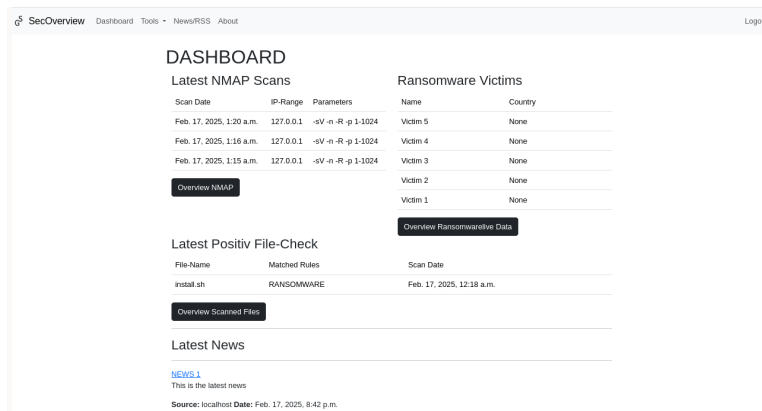 GS SecOverview Dashboard Tools News/RSS About
DASHBOARD
Latest NMAP Scans
Scan Date IP-Range Parameters
Feb. 17, 2025, 1:20 a.m. 127.0.0.1 -sV -n -R -p 1-1024
Feb. 17, 2025, 1:16 a.m. 127.0.0.1 -sV -n -R -p 1-1024
Feb. 17, 2025, 1:15 a.m. 127.0.0.1 -sV -n -R -p 1-1024
Overview NMAP
Ransomware Victims
Name Country
Victim 5 None
Victim 4 None
Victim 3 None
Victim 2 None
Victim 1 None
Overview Ransomwarelive Data
Latest Positiv File-Check
File-Name Matched Rules Scan Date
install.sh RANSOMWARE Feb. 17, 2025, 12:18 a.m.
Overview Scanned Files
Latest News
NEWS 1
This is the latest news
Source: localhost Date: Feb. 17, 2025, 8:42 p.m.